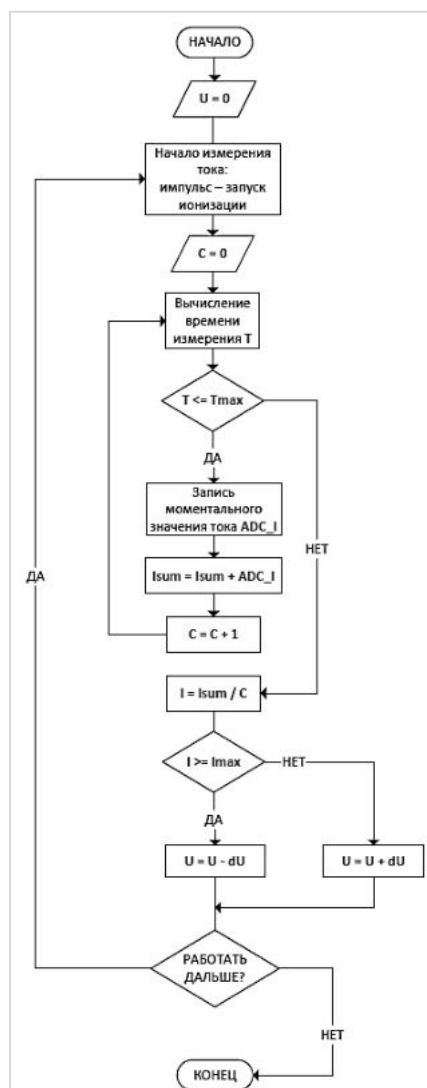 НАЧАЛО
U = 0
Начало измерения
тока:
импульс – запуск
ионизации
C = 0
Вычисление
времени
измерения T
T <= Tmax
ДА
Запись
моментального
значения тока ADC_I
НЕТ
ДА
Isum = Isum + ADC_I
C = C + 1
I = Isum / C
I >= Imax
НЕТ
ДА
U = U - dU
U = U + dU
РАБОТАТЬ
ДАЛЬШЕ?
НЕТ
КОНЕЦ